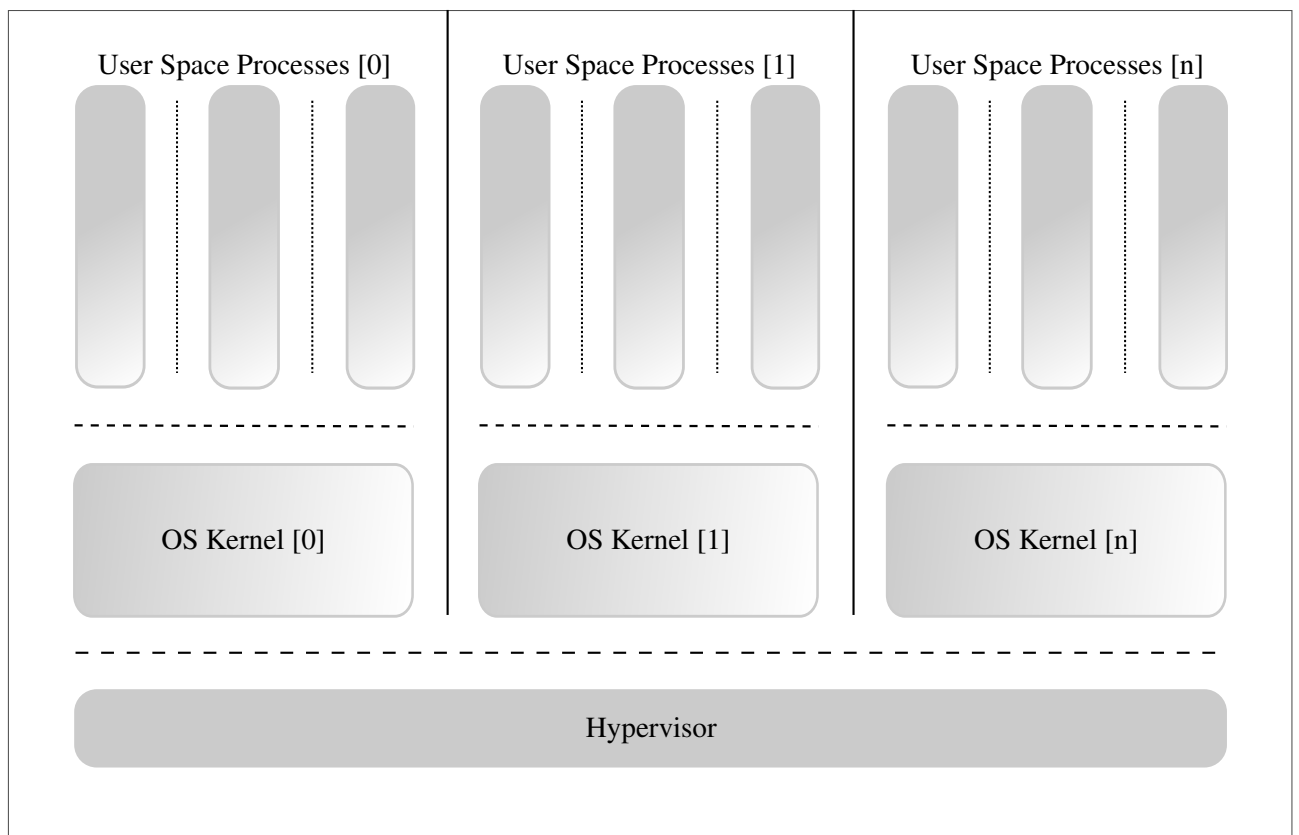 User Space Processes [0]
User Space Processes [1]
User Space Processes [n]
OS Kernel [0]
OS Kernel [1]
OS Kernel [n]
Hypervisor